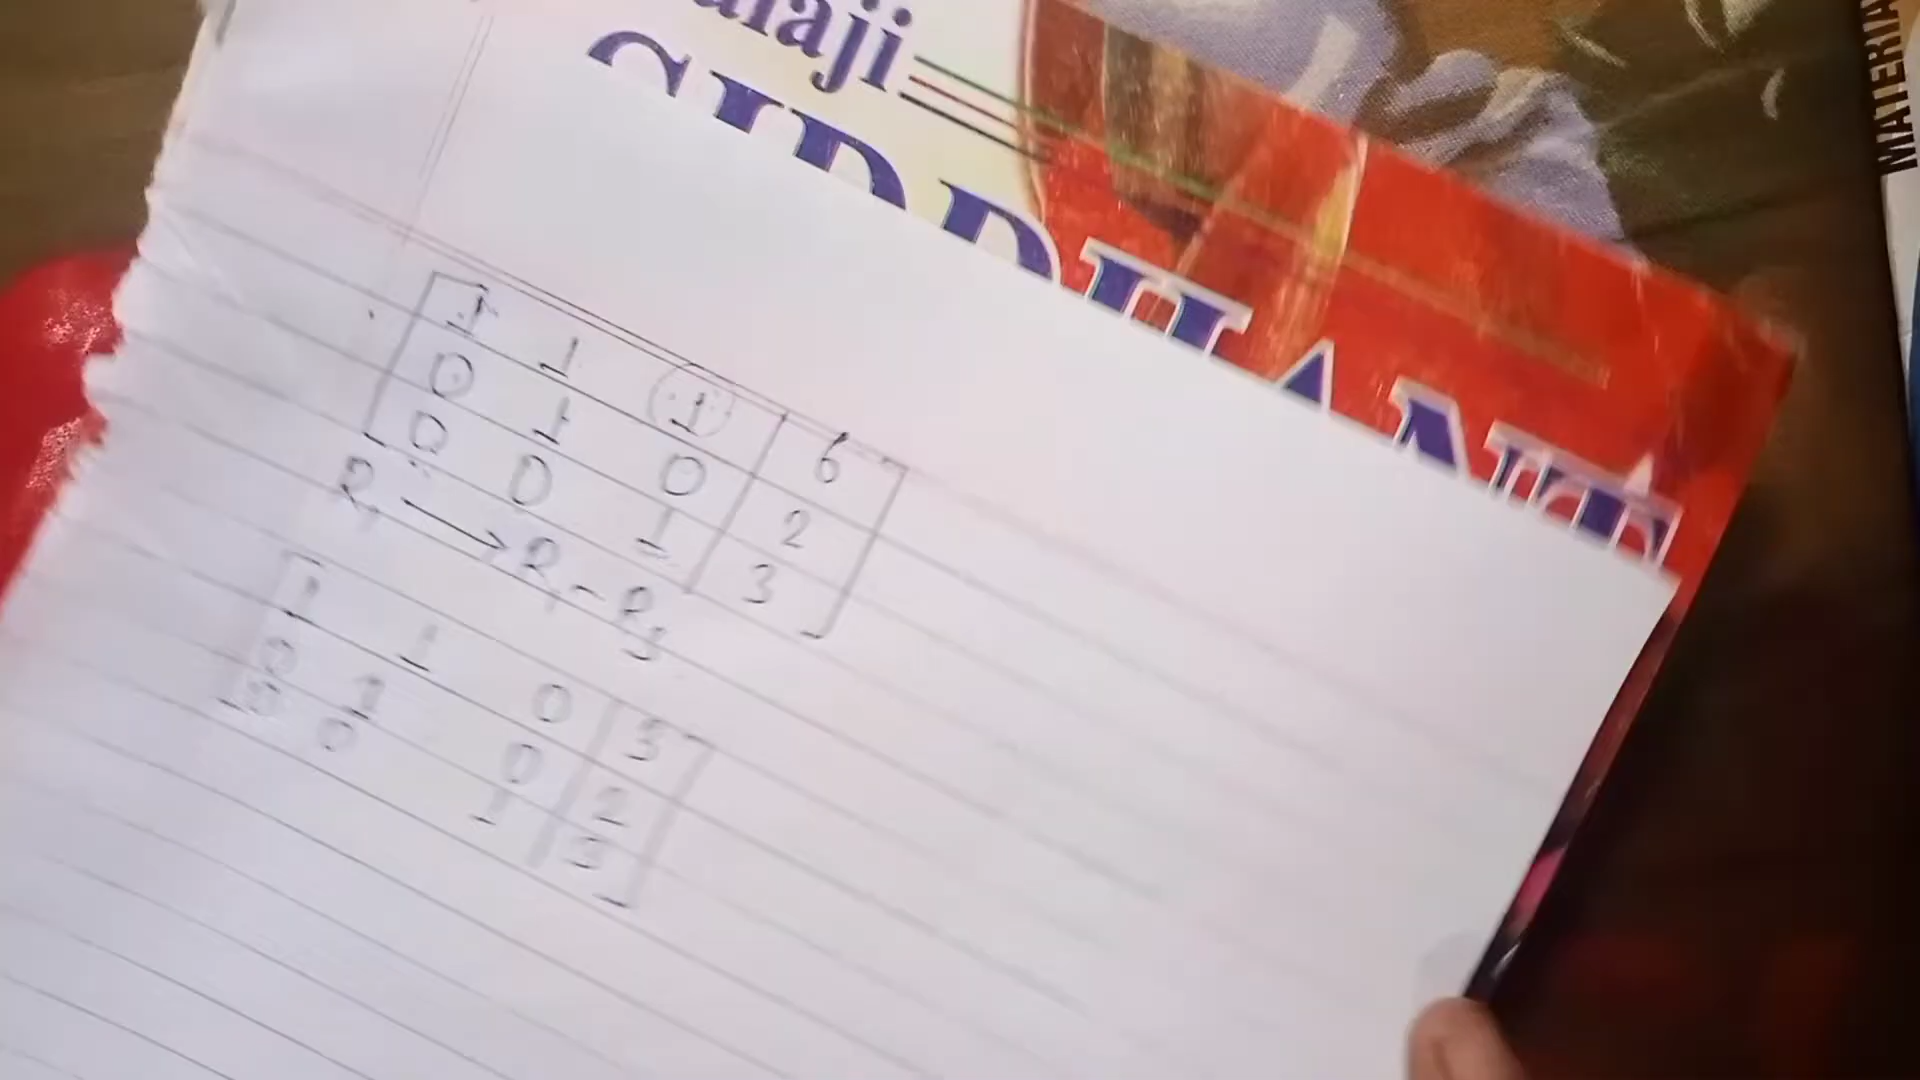 alaji
MATERIA
1 1 1 | 6
0 1 0 | 2
0 0 1 | 3
R₁ → R₁ - R₃
1 1 0 | 3
0 1 0 | 2
0 0 1 | 3